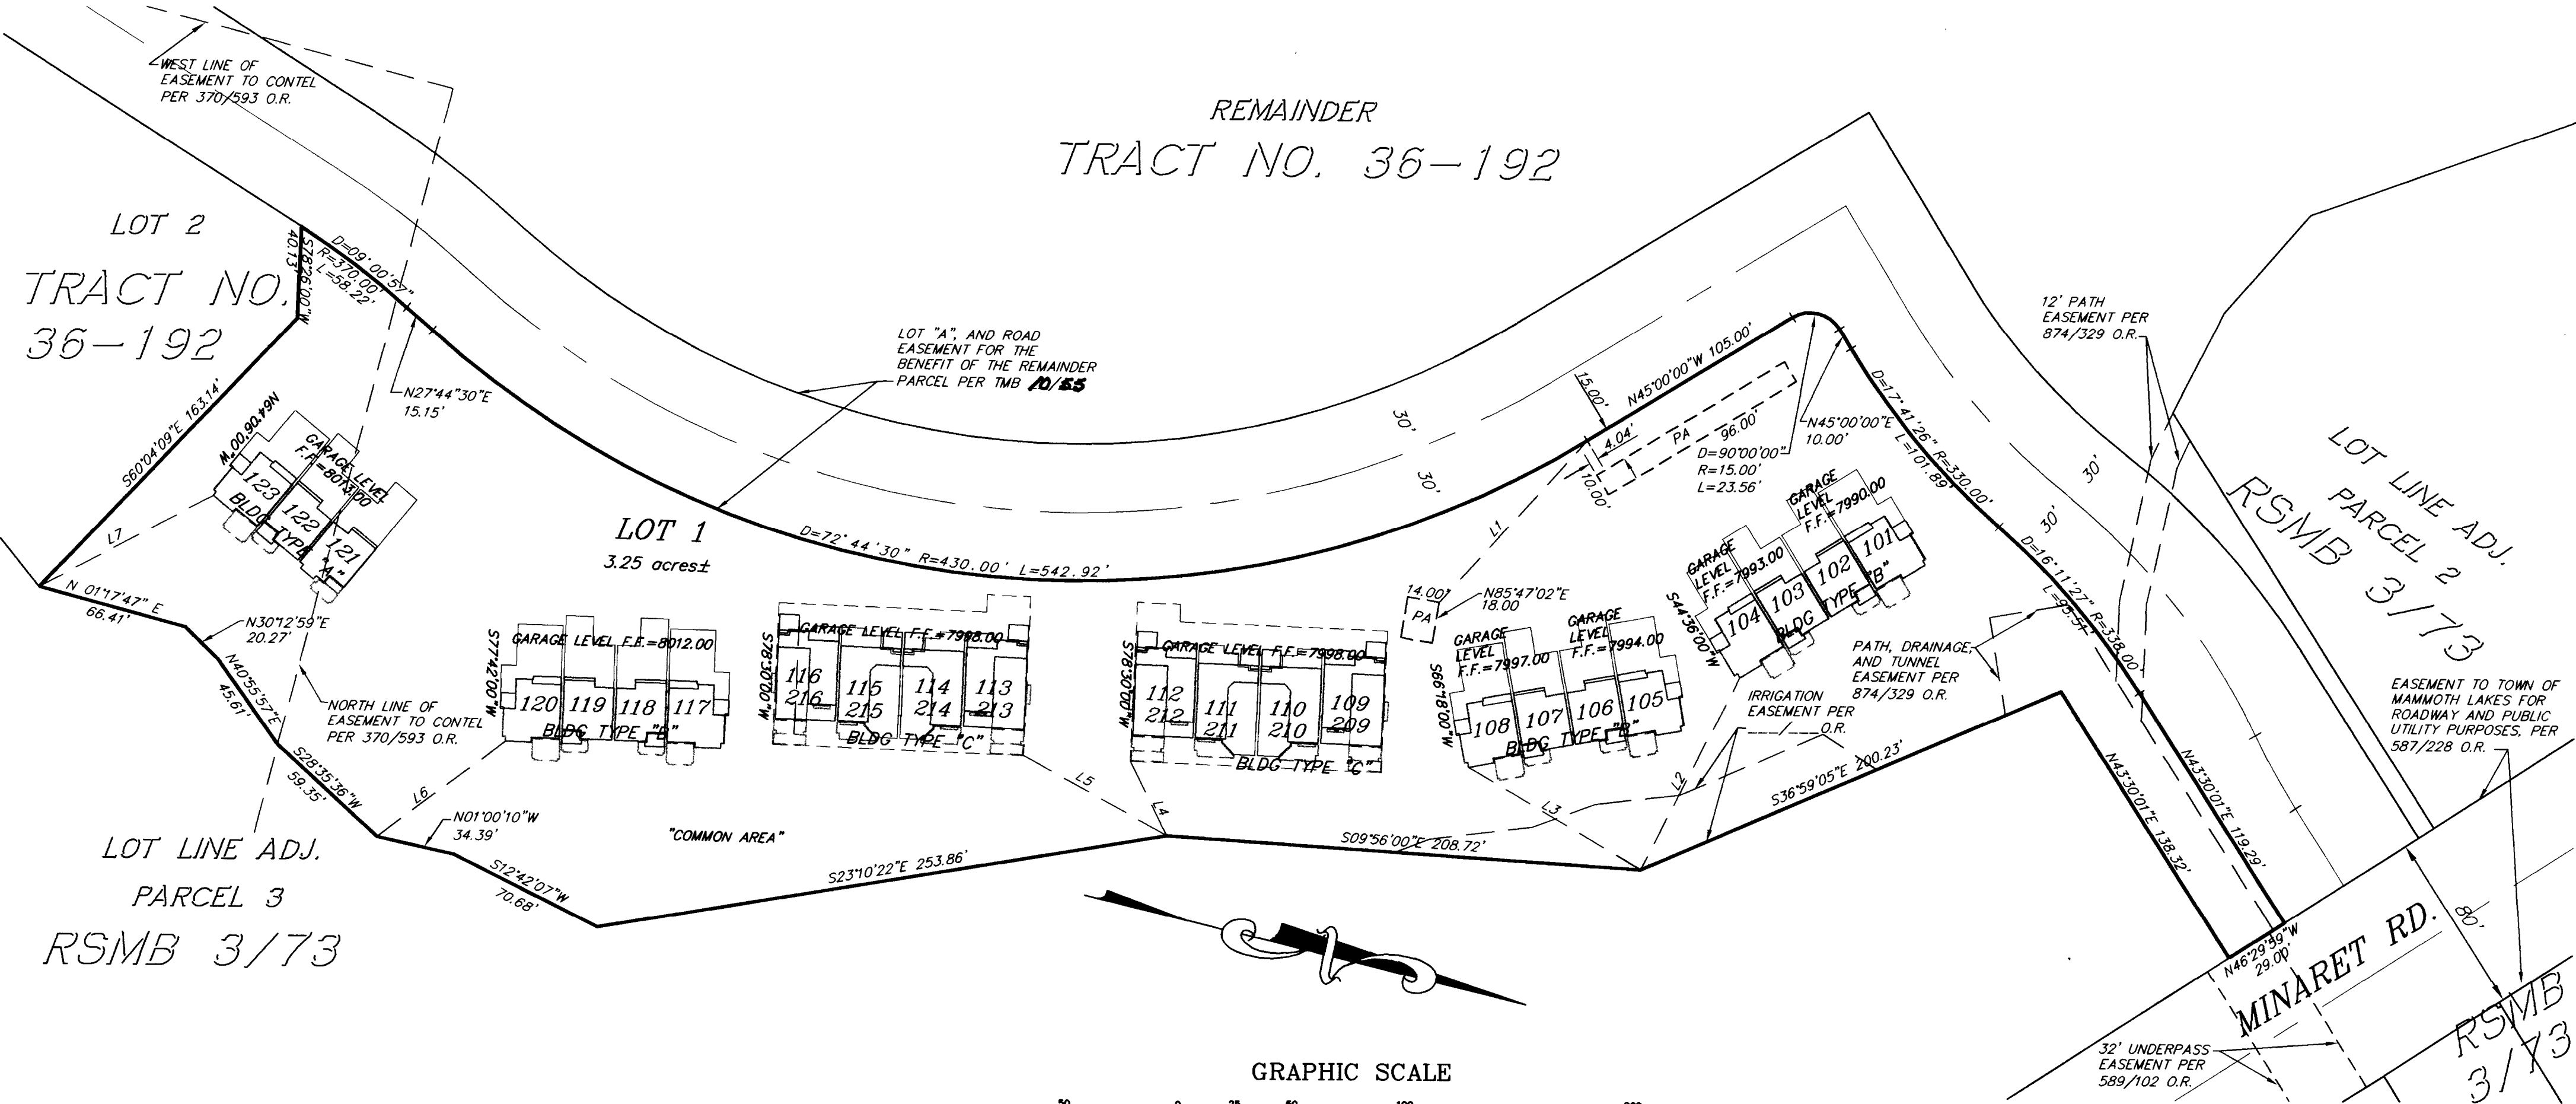 WEST LINE OF
EASEMENT TO CONTEL
PER 370/593 O.R.
REMAINDER
TRACT NO. 36-192
LOT 2
TRACT NO.
36-192
S78°26'00"W
40.13'
D=09°00'57"
R=370.00'
L=58.22'
N27°44'30"E
15.15'
LOT "A", AND ROAD
EASEMENT FOR THE
BENEFIT OF THE REMAINDER
PARCEL PER TMB 10/55
S60°04'09"E 163.14'
N64°06'00"W
GARAGE LEVEL
F.F.=8013.00
123
122
121
BLDG TYPE "A"
L7
N 01°17'47" E
66.41'
N30°12'59"E
20.27'
N40°55'57"E
45.61'
S28°35'36"W
59.35'
NORTH LINE OF
EASEMENT TO CONTEL
PER 370/593 O.R.
LOT LINE ADJ.
PARCEL 3
RSMB 3/73
LOT 1
3.25 acres±
D=72°44'30" R=430.00' L=542.92'
S77°42'00"W
GARAGE LEVEL F.F.=8012.00
120 119 118 117
BLDG TYPE "B"
L6
N01°00'10"W
34.39'
S12°42'07"W
70.68'
"COMMON AREA"
S23°10'22"E 253.86'
S78°30'00"W
GARAGE LEVEL F.F.=7998.00
116 115 114 113
216 215 214 213
BLDG TYPE "C"
L5
L4
S78°30'00"W
GARAGE LEVEL F.F.=7998.00
112 111 110 109
212 211 210 209
BLDG TYPE "C"
30'
30'
15.00'
N45°00'00"W 105.00'
4.04'
PA
96.00'
10.00'
D=90°00'00"
R=15.00'
L=23.56'
N45°00'00"E
10.00'
L1
14.00'
PA
N85°47'02"E
18.00
GARAGE
LEVEL
F.F.=7997.00
GARAGE
LEVEL
F.F.=7994.00
S66°18'00"W
108 107 106 105
BLDG TYPE "B"
GARAGE
LEVEL
F.F.=7993.00
GARAGE
LEVEL
F.F.=7990.00
S44°36'00"W
104 103 102 101
BLDG TYPE "B"
L3
L2
S09°56'00"E 208.72'
S36°59'05"E 200.23'
IRRIGATION
EASEMENT PER
___/___O.R.
PATH, DRAINAGE,
AND TUNNEL
EASEMENT PER
874/329 O.R.
D=17°41'26" R=330.00'
L=101.89'
30'
30'
D=16°11'27" R=338.00'
L=95.51'
12' PATH
EASEMENT PER
874/329 O.R.
LOT LINE ADJ.
PARCEL 2
RSMB 3/73
EASEMENT TO TOWN OF
MAMMOTH LAKES FOR
ROADWAY AND PUBLIC
UTILITY PURPOSES, PER
587/228 O.R.
N43°30'01"E 138.32'
N43°30'01"E 119.29'
N46°29'59"W
29.00'
MINARET RD.
80'
RSMB
3/73
32' UNDERPASS
EASEMENT PER
589/102 O.R.
GRAPHIC SCALE
50 0 25 50 100 200